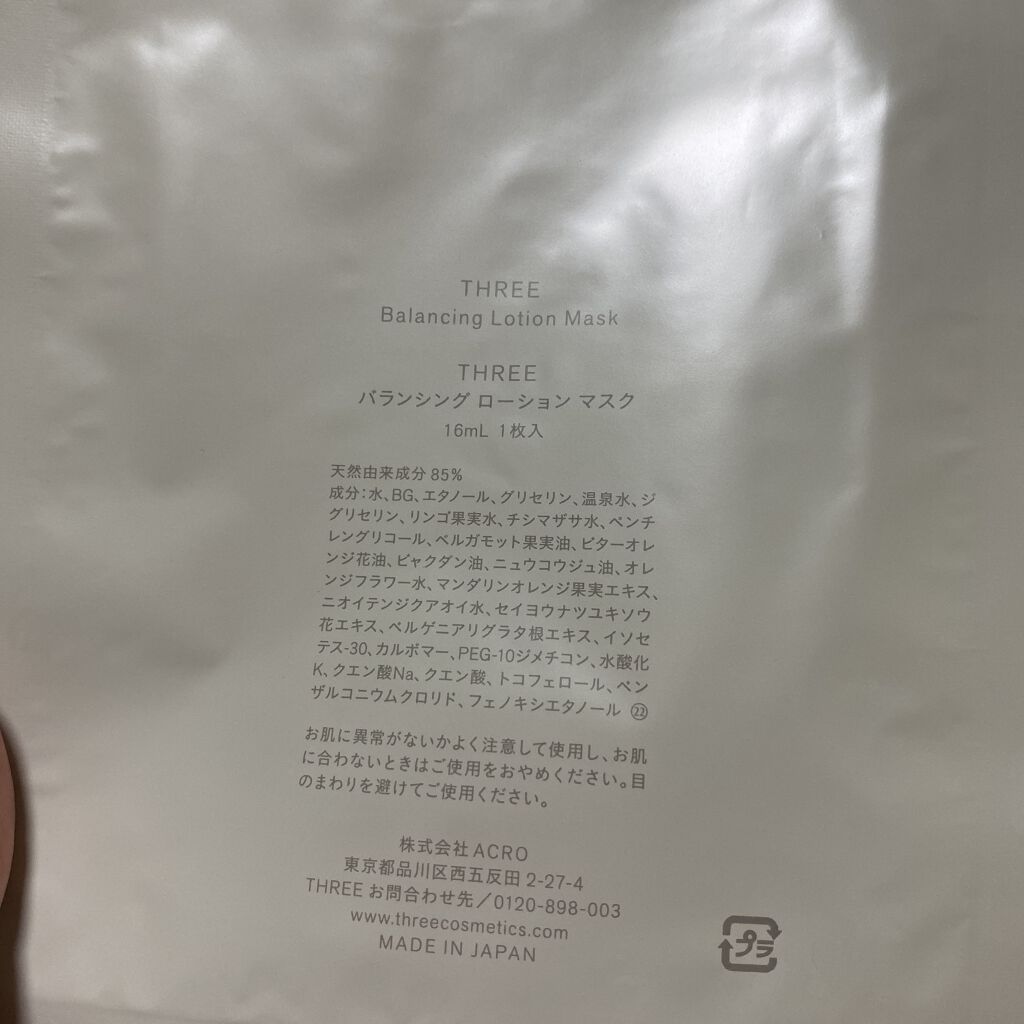 THREE
Balancing Lotion Mask
THREE
バランシング ローション マスク
16mL 1枚入
天然由来成分 85%
成分：水、BG、エタノール、グリセリン、温泉水、ジ
グリセリン、リンゴ果実水、チシマザサ水、ペンチ
レングリコール、ベルガモット果実油、ビターオレ
ンジ花油、ビャクダン油、ニュウコウジュ油、オレ
ンジフラワー水、マンダリンオレンジ果実エキス、
ニオイテンジクアオイ水、セイヨウナツユキソウ
花エキス、ベルゲニアリグラタ根エキス、イソセ
テス-30、カルボマー、PEG-10ジメチコン、水酸化
K、クエン酸Na、クエン酸、トコフェロール、ベン
ザルコニウムクロリド、フェノキシエタノール ㉒
お肌に異常がないかよく注意して使用し、お肌
に合わないときはご使用をおやめください。目
のまわりを避けてご使用ください。
株式会社 ACRO
東京都品川区西五反田 2-27-4
THREE お問合わせ先／0120-898-003
www.threecosmetics.com
MADE IN JAPAN
プラ